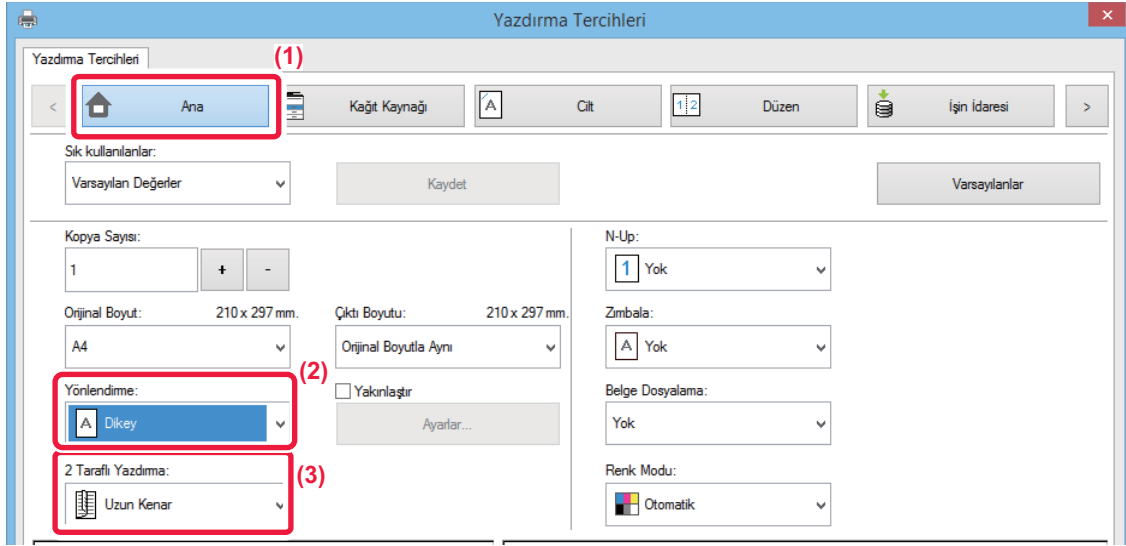 Yazdırma Tercihleri
Yazdırma Tercihleri
(1)
<
Ana
Kağıt Kaynağı
A
Cilt
1 2
Düzen
İşin İdaresi
>
Sık kullanılanlar:
Varsayılan Değerler
Kaydet
Varsayılanlar
Kopya Sayısı:
1
+
-
N-Up:
1 Yok
Orijinal Boyut: 210 x 297 mm.
A4
Çıktı Boyutu: 210 x 297 mm.
Orijinal Boyutla Aynı
Zımbala:
A Yok
(2)
Yönlendirme:
A Dikey
Yakınlaştır
Ayarlar...
Belge Dosyalama:
Yok
2 Taraflı Yazdırma:
Uzun Kenar
(3)
Renk Modu:
Otomatik